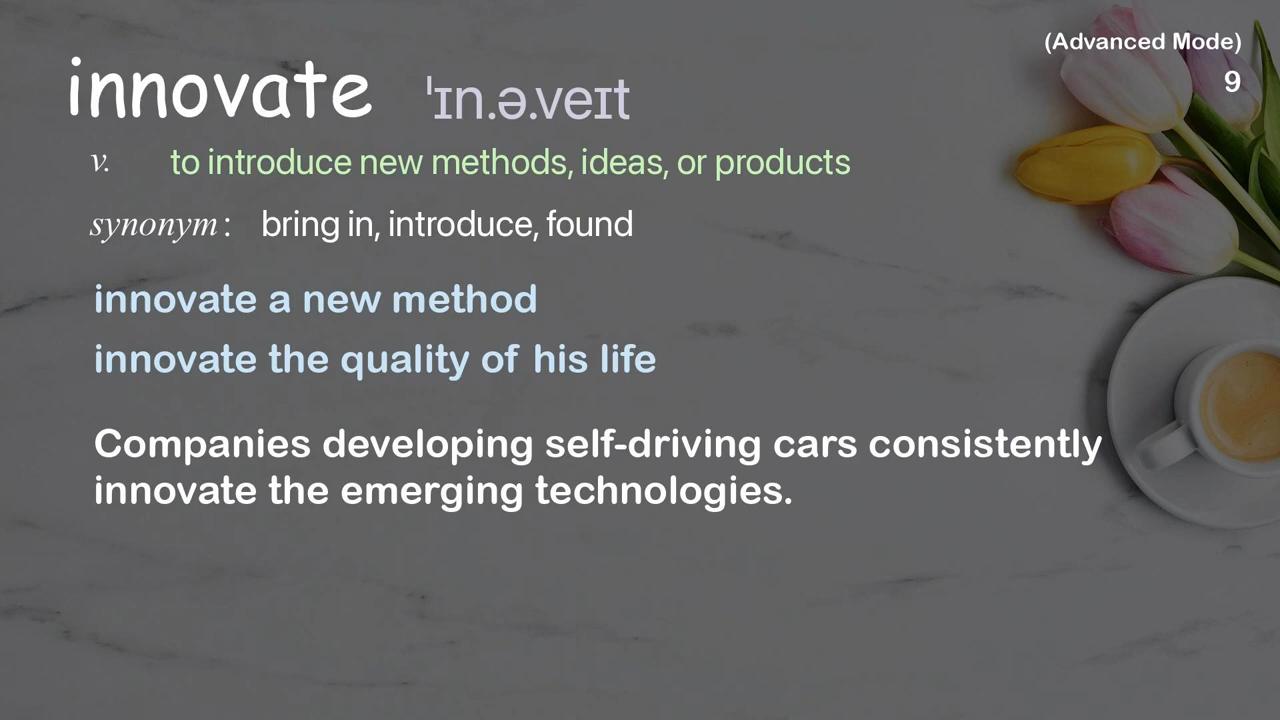 (Advanced Mode)
9
innovate ˈɪn.ə.veɪt
v. to introduce new methods, ideas, or products
synonym: bring in, introduce, found
innovate a new method
innovate the quality of his life
Companies developing self-driving cars consistently
innovate the emerging technologies.